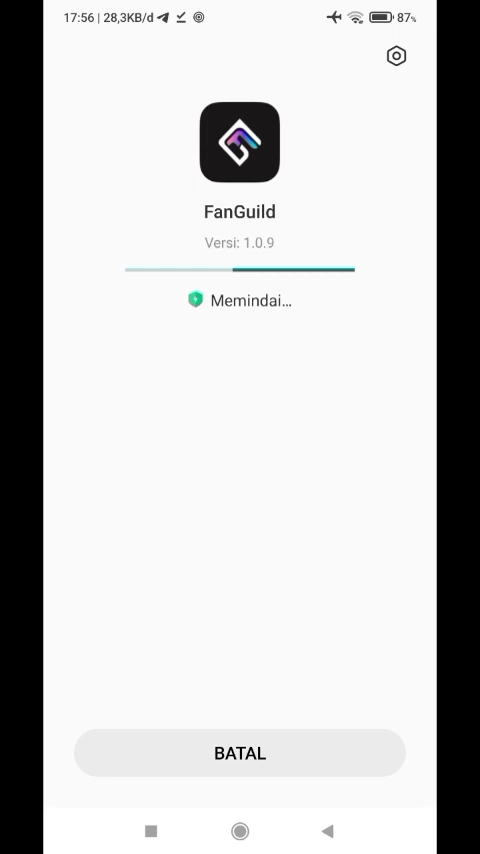 17:56 | 28,3KB/d 87%
FanGuild
Versi: 1.0.9
Memindai...
BATAL